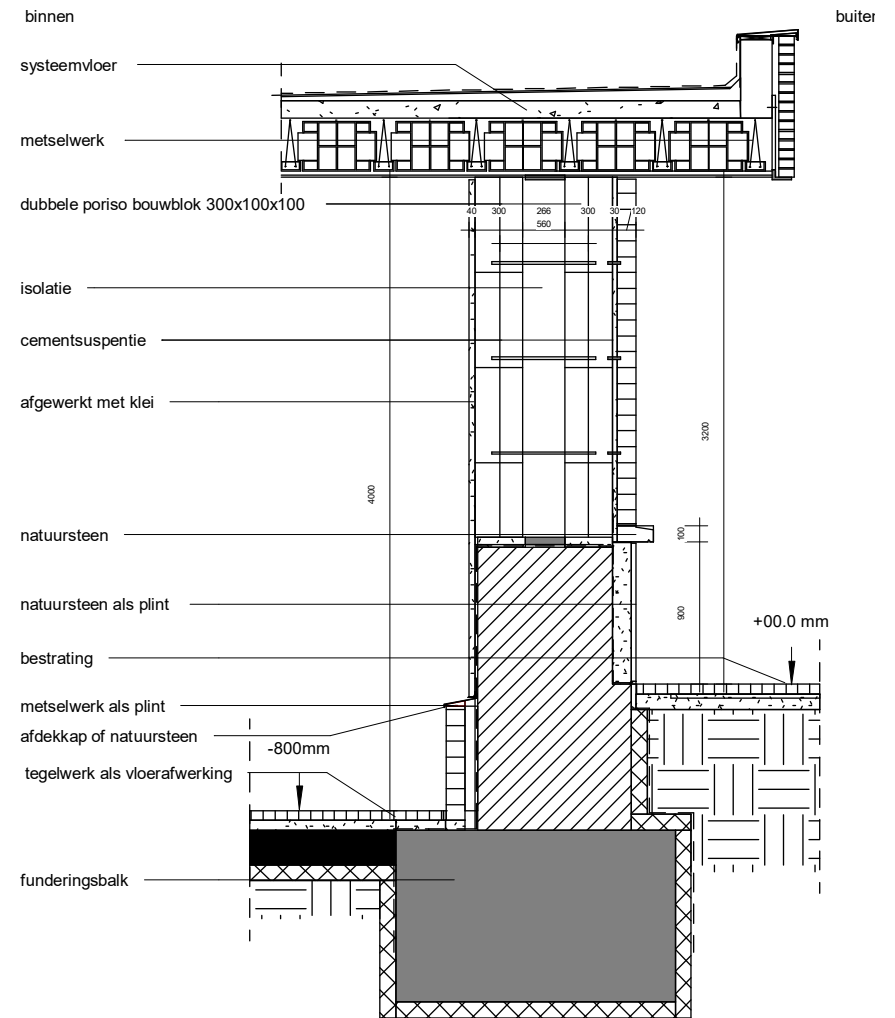 binnen
buiten
systeemvloer
metselwerk
dubbele poriso bouwblok 300x100x100
40 300 266 300 30 120
560
isolatie
cementsuspentie
afgewerkt met klei
3200
4000
natuursteen
100
natuursteen als plint
900
+00.0 mm
bestrating
metselwerk als plint
afdekkap of natuursteen
-800mm
tegelwerk als vloerafwerking
funderingsbalk